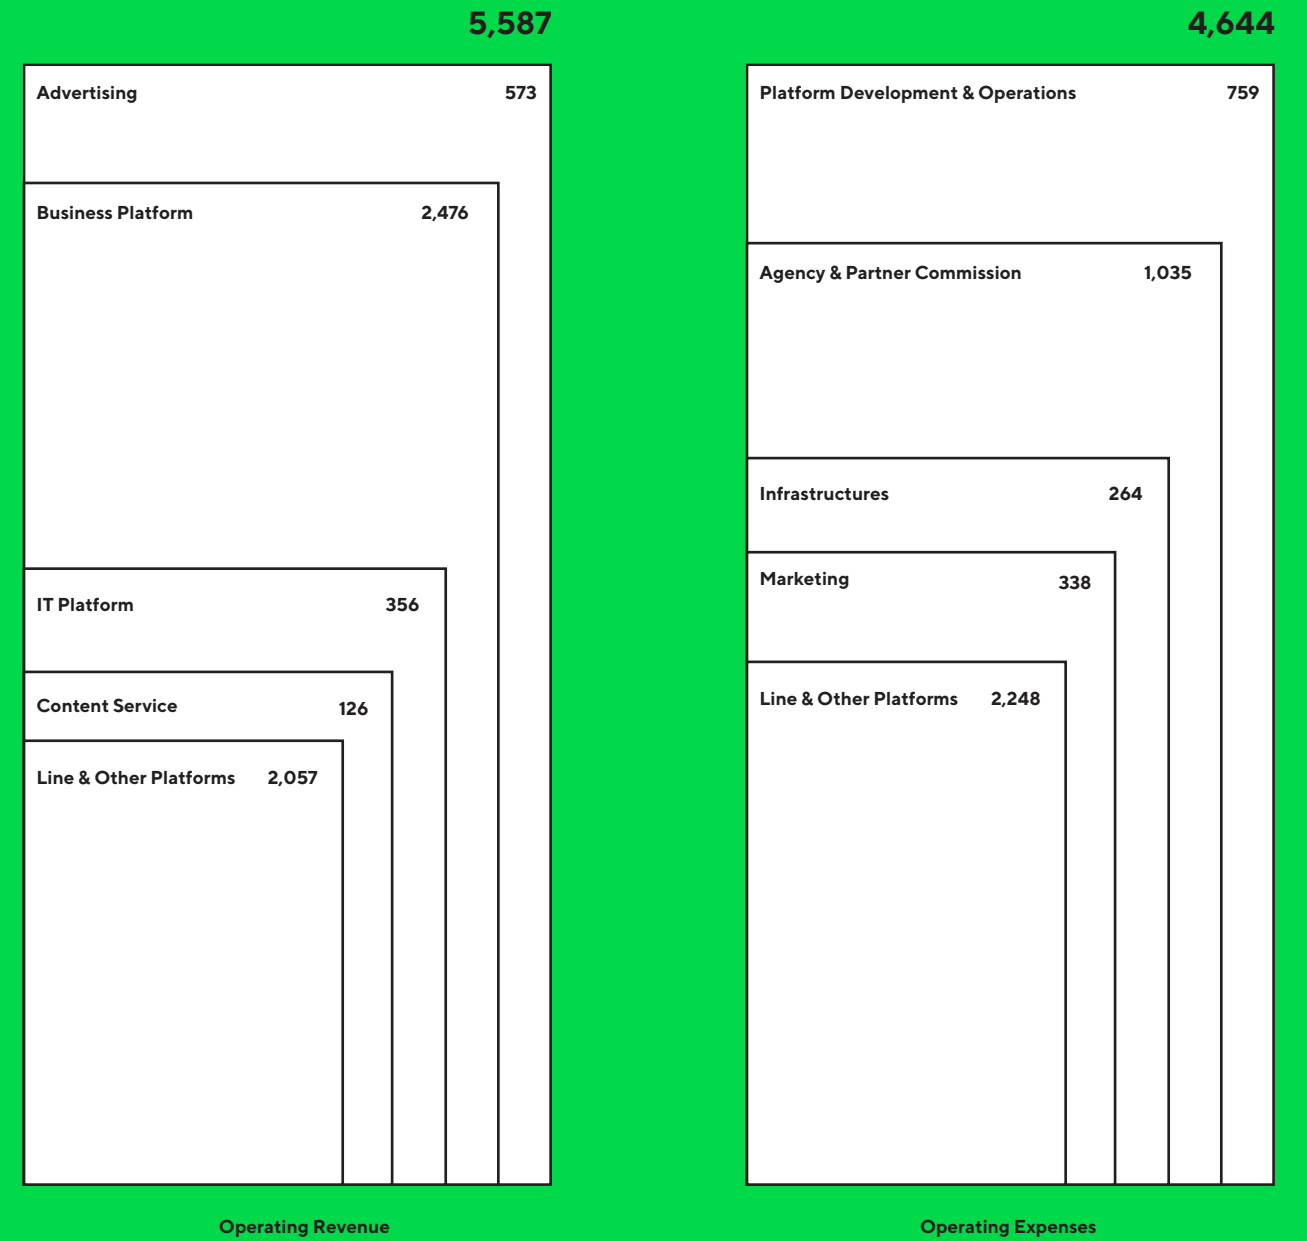 5,587
Advertising 573
Business Platform 2,476
IT Platform 356
Content Service 126
Line & Other Platforms 2,057
Operating Revenue
4,644
Platform Development & Operations 759
Agency & Partner Commission 1,035
Infrastructures 264
Marketing 338
Line & Other Platforms 2,248
Operating Expenses